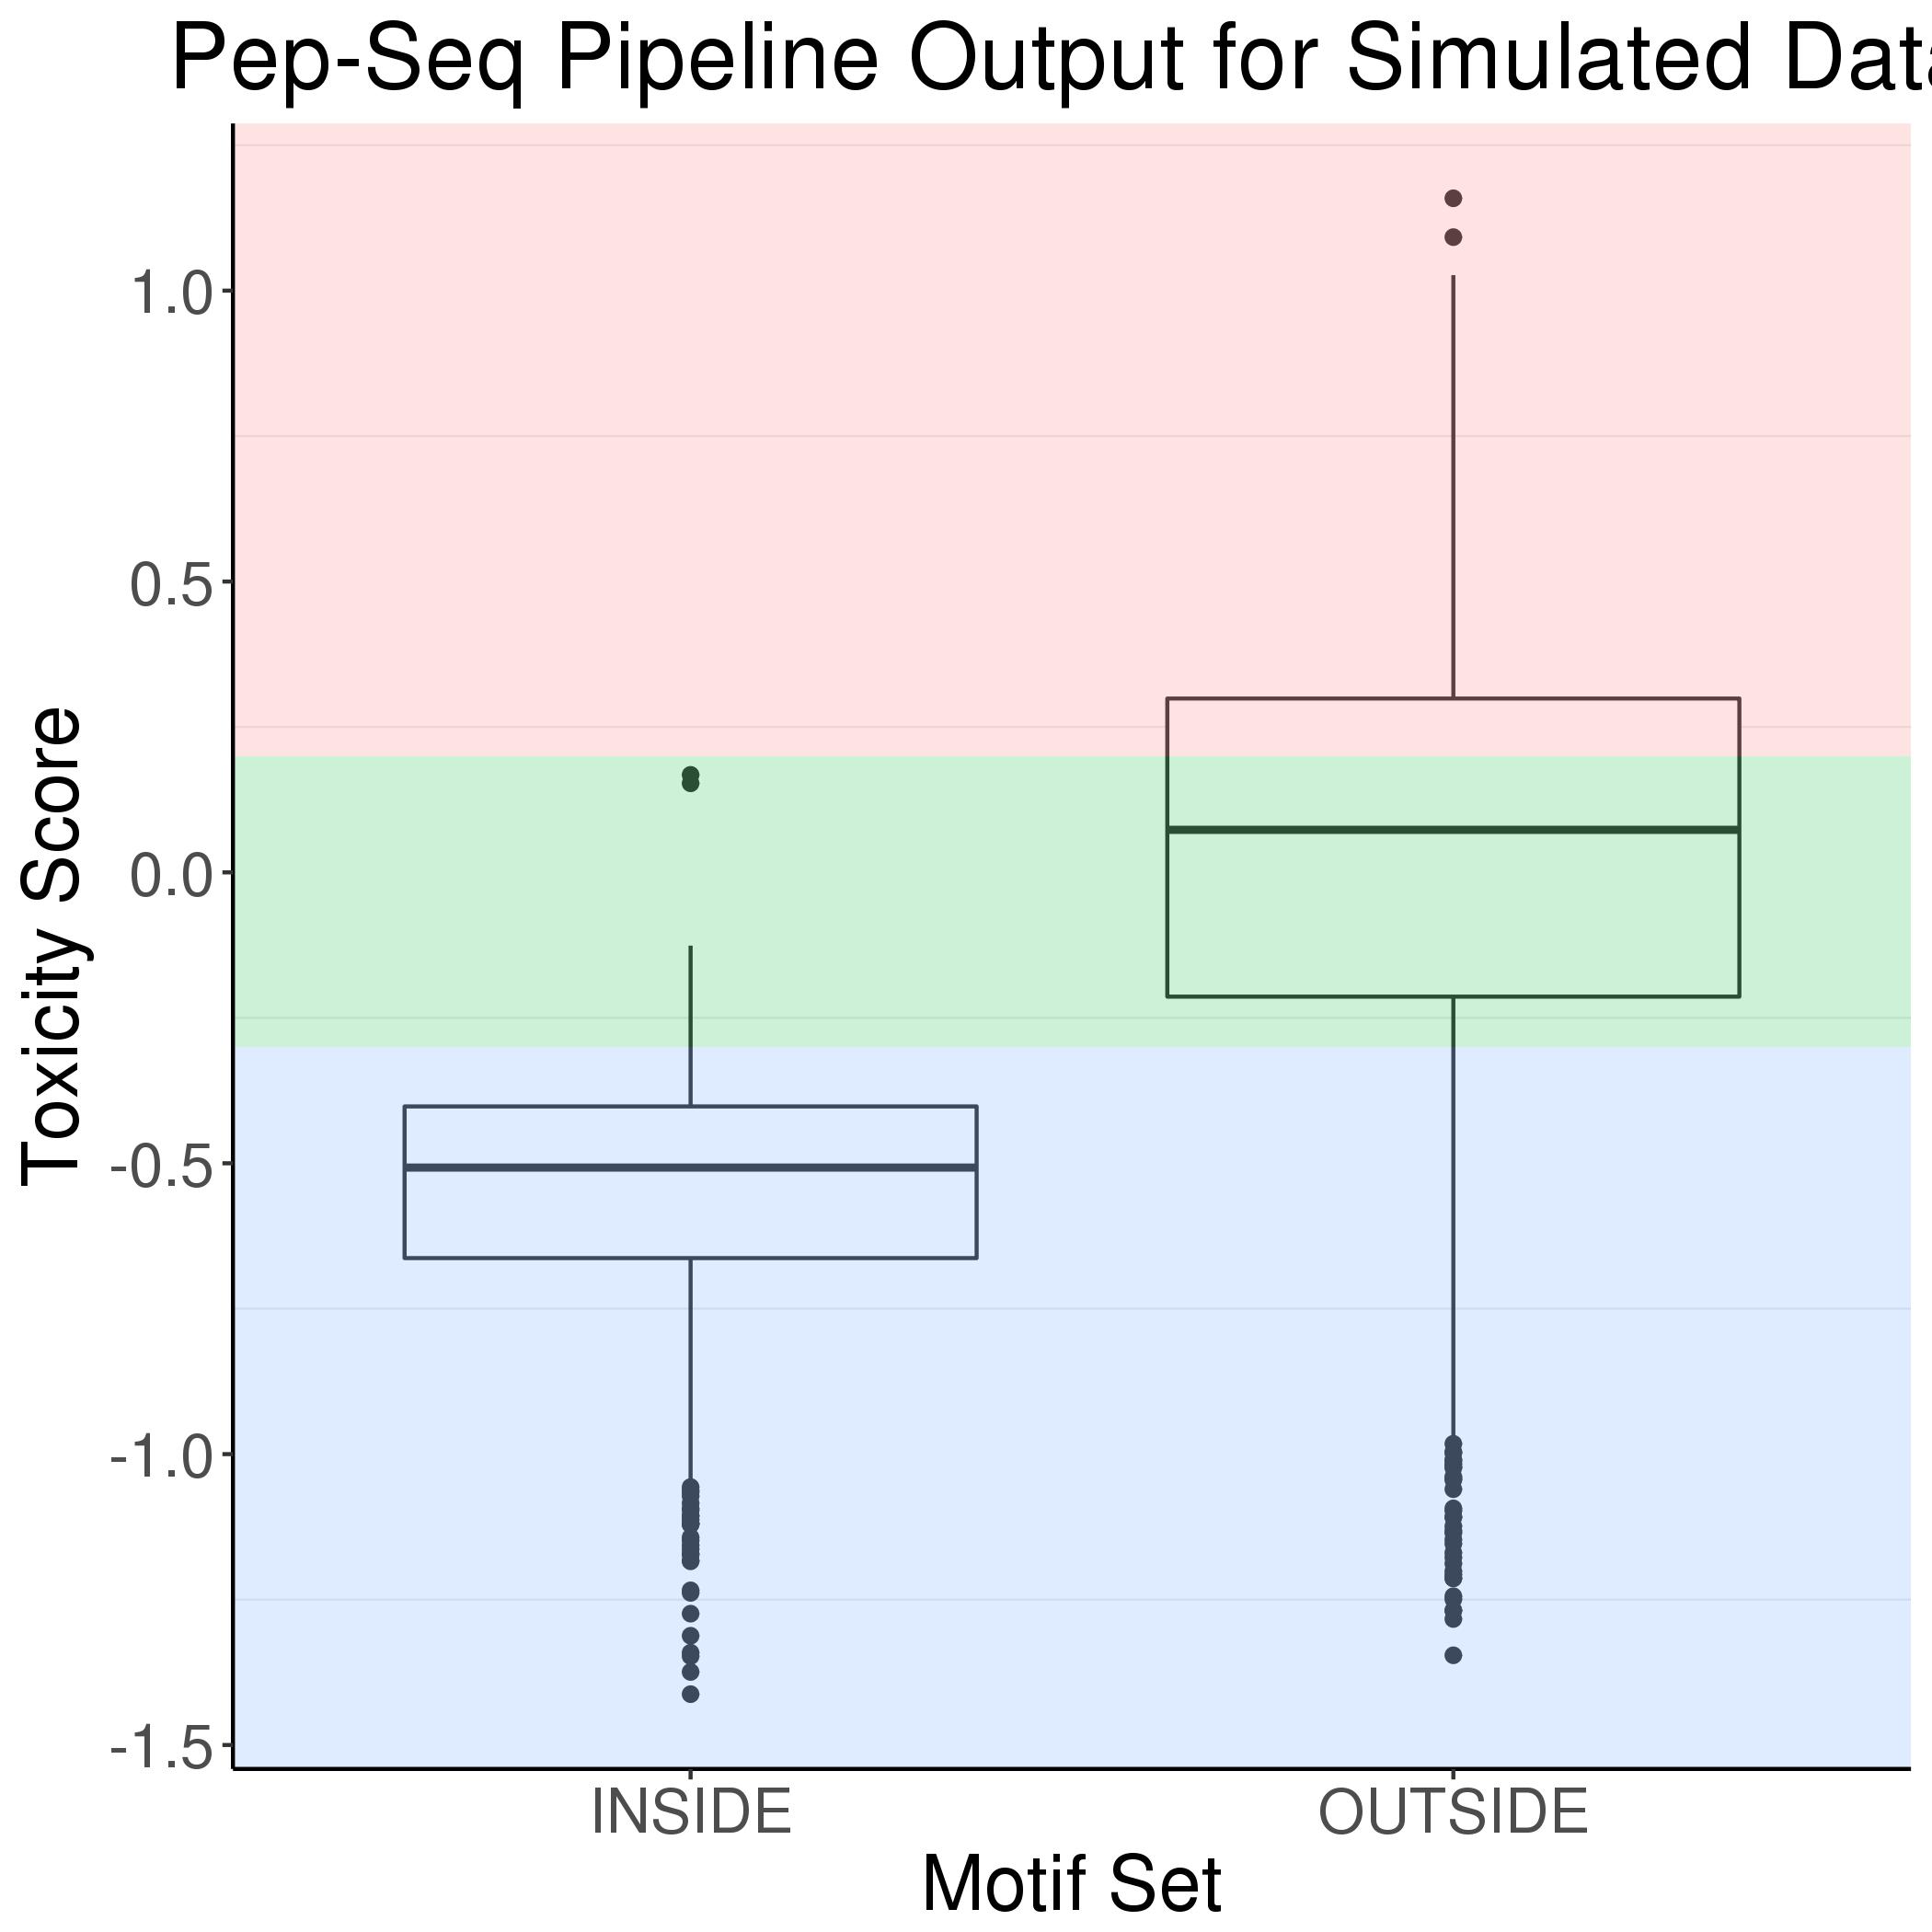 Pep-Seq Pipeline Output for Simulated Data
Toxicity Score
1.0
0.5
0.0
-0.5
-1.0
-1.5
INSIDE
OUTSIDE
Motif Set